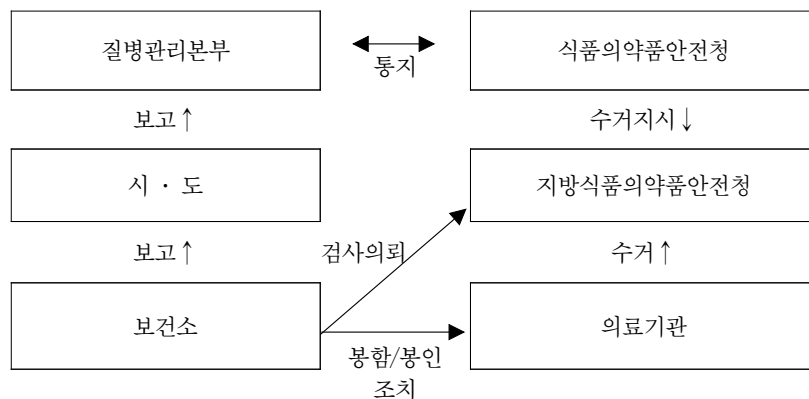 질병관리본부
통지
식품의약품안전청
보고↑
수거지시↓
시 · 도
지방식품의약품안전청
보고↑
검사의뢰
수거↑
보건소
의료기관
봉함/봉인
조치